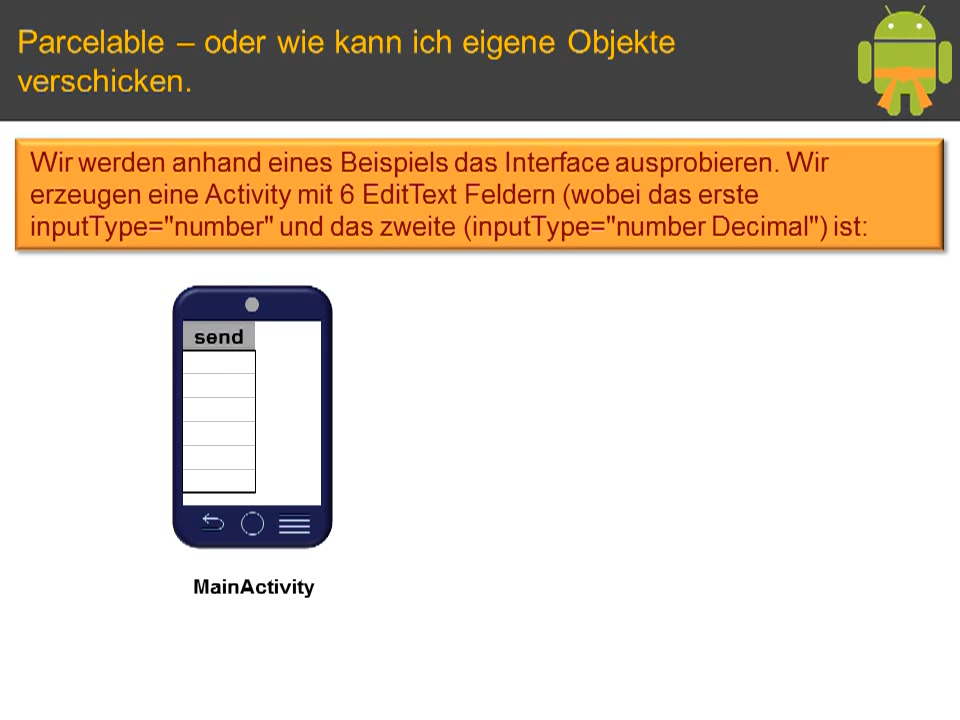 Parcelable – oder wie kann ich eigene Objekte
verschicken.
Wir werden anhand eines Beispiels das Interface ausprobieren. Wir
erzeugen eine Activity mit 6 EditText Feldern (wobei das erste
inputType="number" und das zweite (inputType="number Decimal") ist:
send
MainActivity